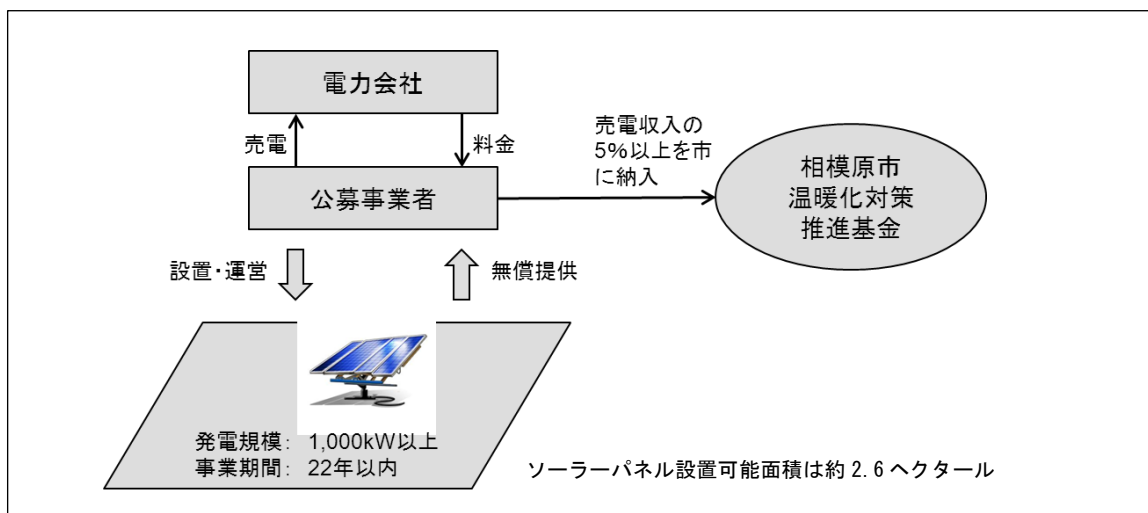 電力会社
売電
料金
公募事業者
売電収入の
5%以上を市
に納入
相模原市
温暖化対策
推進基金
設置・運営
無償提供
発電規模： 1,000kW以上
事業期間： 22年以内
ソーラーパネル設置可能面積は約 2.6 ヘクタール